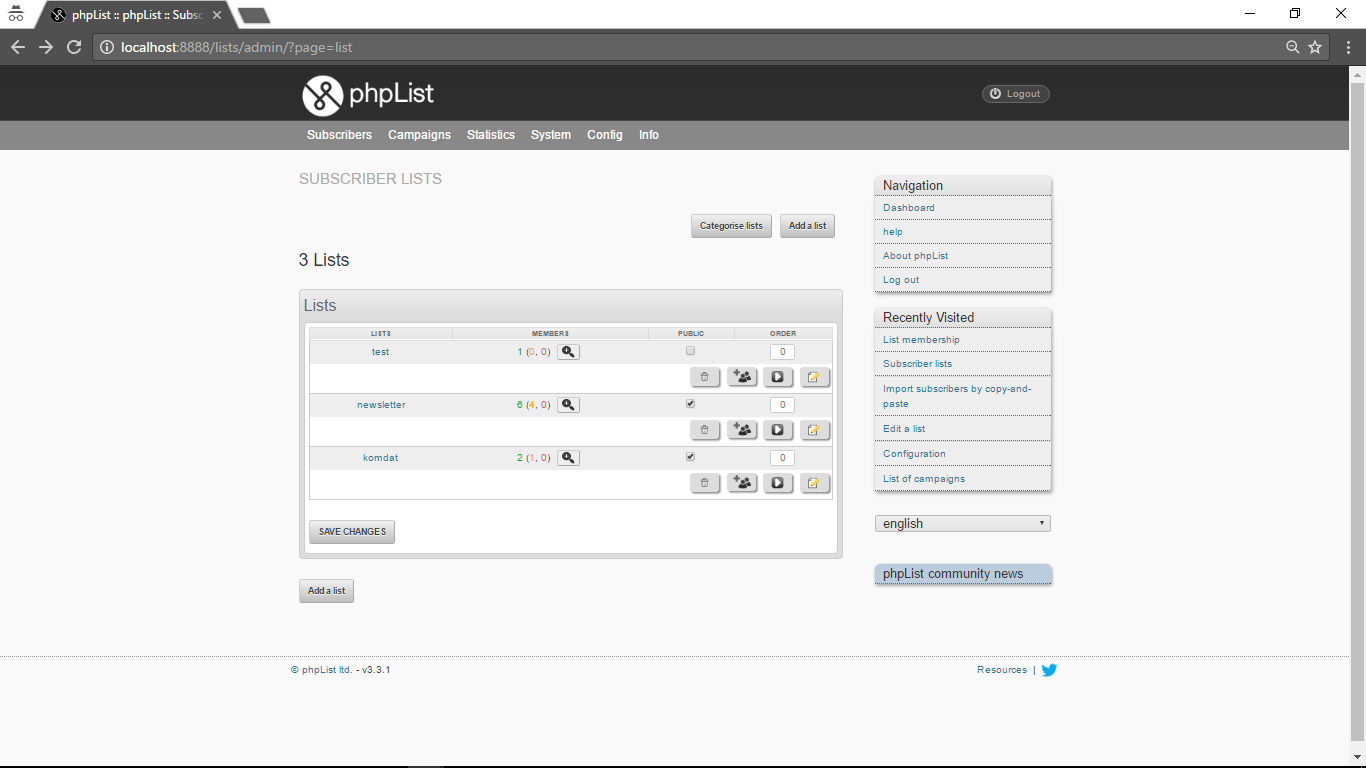 phpList :: phpList :: Subsc
localhost:8888/lists/admin/?page=list
phpList
Logout
Subscribers Campaigns Statistics System Config Info
SUBSCRIBER LISTS
Categorise lists Add a list
3 Lists
Lists
LISTS MEMBERS PUBLIC ORDER
test 1 (0, 0) 0
newsletter 6 (4, 0) 0
komdat 2 (1, 0) 0
SAVE CHANGES
Add a list
Navigation
Dashboard
help
About phpList
Log out
Recently Visited
List membership
Subscriber lists
Import subscribers by copy-and-
paste
Edit a list
Configuration
List of campaigns
english
phpList community news
© phpList ltd. - v3.3.1
Resources |